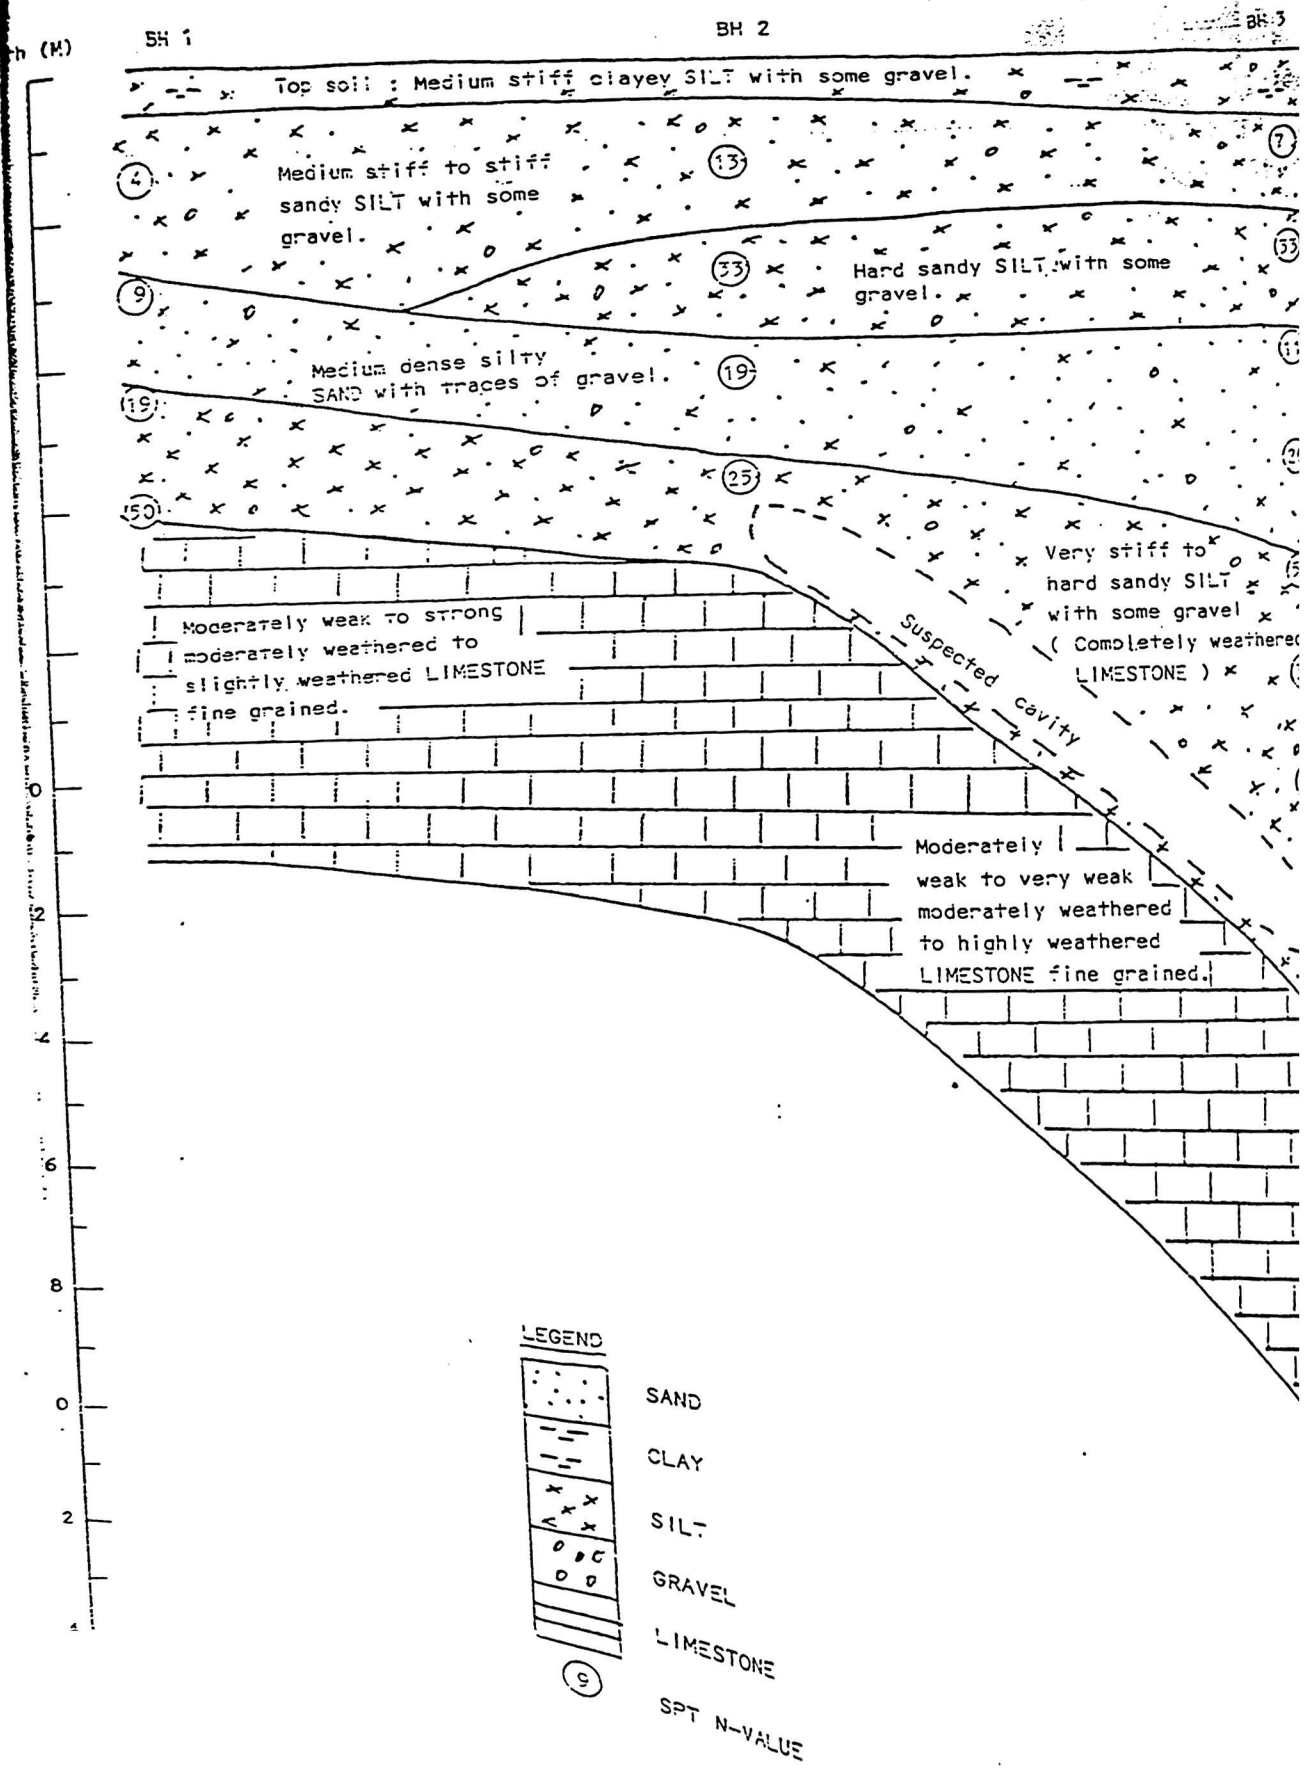 BH 1
BH 2
BH 3
h (M)
Top soil : Medium stiff clayey SILT with some gravel.
4
13
7
Medium stiff to stiff
sandy SILT with some
gravel.
9
33
33
Hard sandy SILT with some
gravel.
Medium dense silty
SAND with traces of gravel.
19
19
25
50
Very stiff to
hard sandy SILT
with some gravel
( Completely weathered
LIMESTONE )
Suspected cavity
Moderately weak to strong
moderately weathered to
slightly weathered LIMESTONE
fine grained.
Moderately
weak to very weak
moderately weathered
to highly weathered
LIMESTONE fine grained.
0
2
4
6
8
0
2
4
LEGEND
SAND
CLAY
SILT
GRAVEL
LIMESTONE
9
SPT N-VALUE